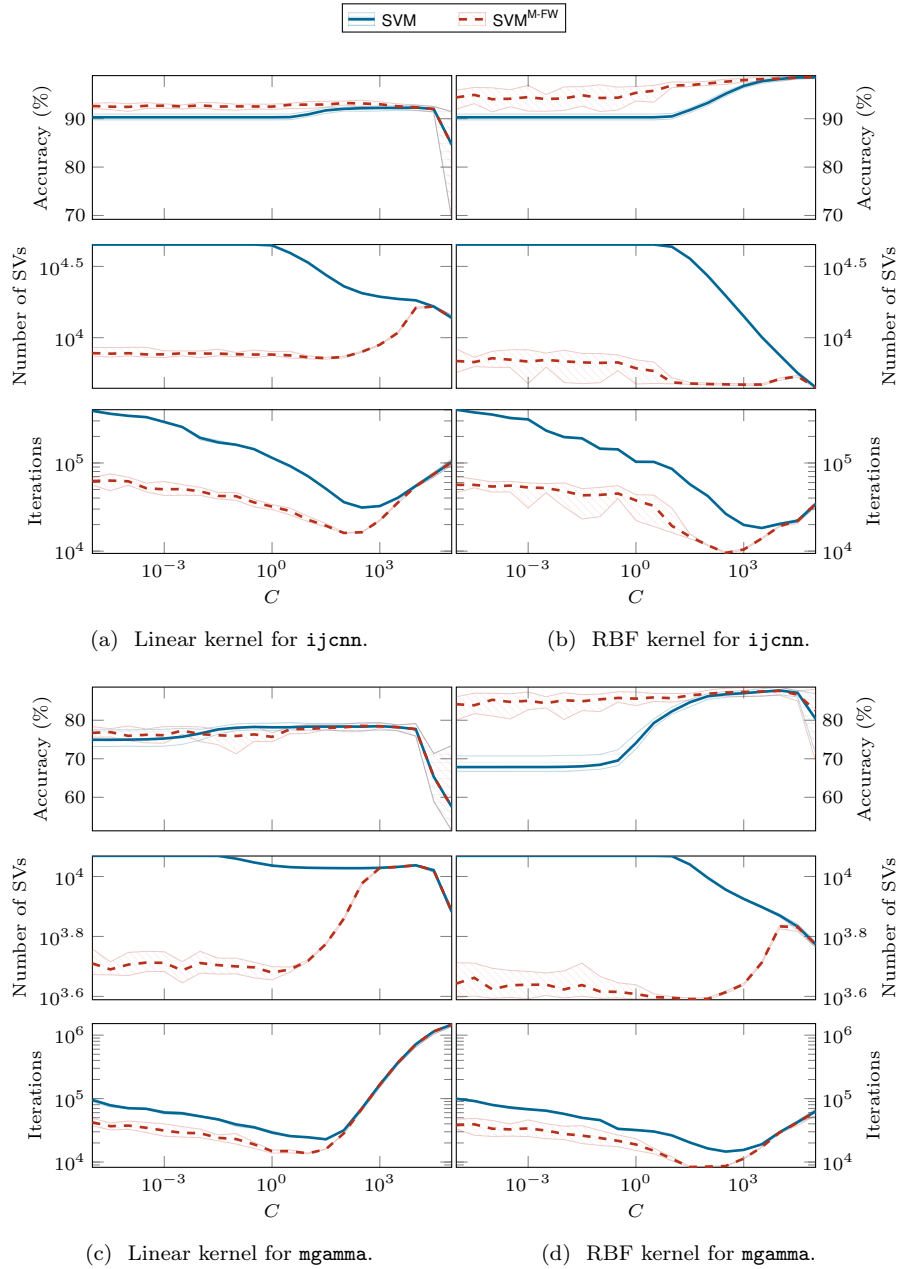 SVM SVM^M-FW
Accuracy (%)
90
80
70
90
80
70
Accuracy (%)
Number of SVs
10^4.5
10^4
10^4.5
10^4
Number of SVs
Iterations
10^5
10^4
10^5
10^4
Iterations
10^−3 10^0 10^3
C
10^−3 10^0 10^3
C
(a) Linear kernel for ijcnn.
(b) RBF kernel for ijcnn.
Accuracy (%)
80
70
60
80
70
60
Accuracy (%)
Number of SVs
10^4
10^3.8
10^3.6
10^4
10^3.8
10^3.6
Number of SVs
Iterations
10^6
10^5
10^4
10^6
10^5
10^4
Iterations
10^−3 10^0 10^3
C
10^−3 10^0 10^3
C
(c) Linear kernel for mgamma.
(d) RBF kernel for mgamma.